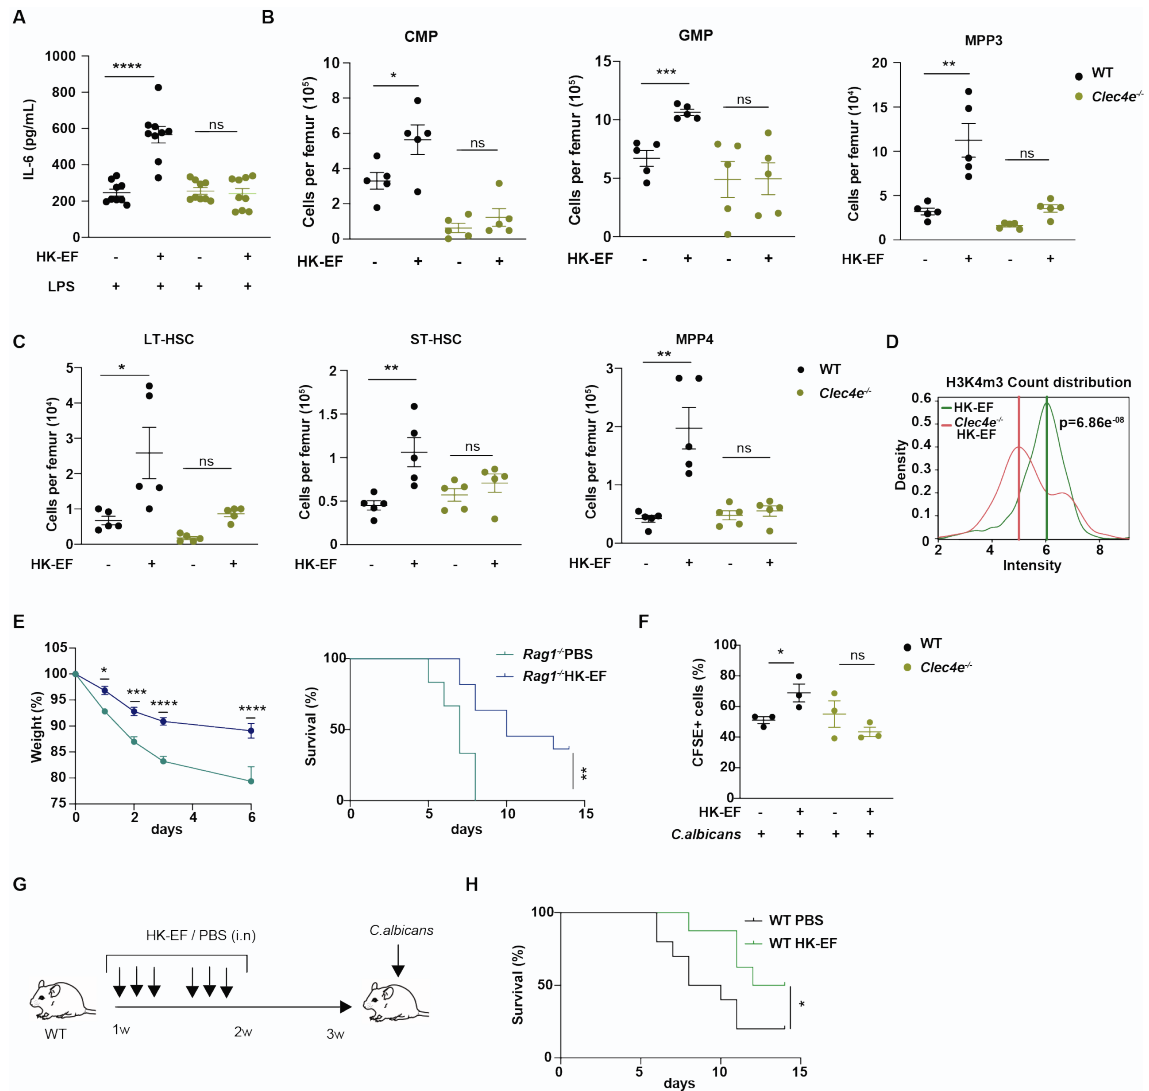 A
IL-6 (pg/mL)
1000
800
600
400
200
0
****
ns
HK-EF - + - +
LPS + + + +
B
CMP
Cells per femur (10⁵)
10
8
6
4
2
0
*
ns
HK-EF - + - +
GMP
Cells per femur (10⁵)
15
10
5
0
***
ns
HK-EF - + - +
MPP3
Cells per femur (10⁴)
20
15
10
5
0
**
ns
HK-EF - + - +
WT
Clec4e⁻/⁻
C
LT-HSC
Cells per femur (10⁴)
5
4
3
2
1
0
*
ns
HK-EF - + - +
ST-HSC
Cells per femur (10⁵)
2
1.5
1
0.5
0
**
ns
HK-EF - + - +
MPP4
Cells per femur (10⁵)
3
2
1
0
**
ns
HK-EF - + - +
WT
Clec4e⁻/⁻
D
H3K4m3 Count distribution
HK-EF
Clec4e⁻/⁻
HK-EF
p=6.86e⁻⁰⁸
Density
0.6
0.5
0.4
0.3
0.2
0.1
0
2 4 6 8
Intensity
E
Weight (%)
105
100
95
90
85
80
75
* *** **** ****
0 2 4 6
days
Survival (%)
100
50
0
Rag1⁻/⁻PBS
Rag1⁻/⁻HK-EF
**
0 5 10 15
days
F
CFSE+ cells (%)
100
80
60
40
20
0
*
ns
WT
Clec4e⁻/⁻
HK-EF - + - +
C.albicans + + + +
G
HK-EF / PBS (i.n)
C.albicans
WT
1w 2w 3w
H
Survival (%)
100
50
0
WT PBS
WT HK-EF
*
0 5 10 15
days